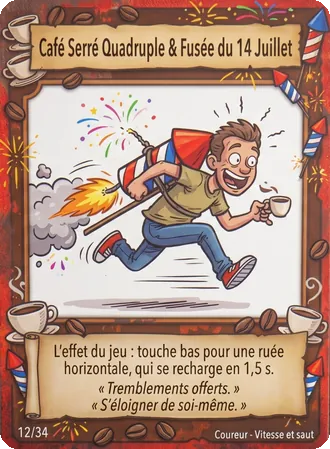 Café Serré Quadruple & Fusée du 14 Juillet
L'effet du jeu : touche bas pour une ruée
horizontale, qui se recharge en 1,5 s.
« Tremblements offerts. »
« S'éloigner de soi-même. »
12/34
Coureur - Vitesse et saut